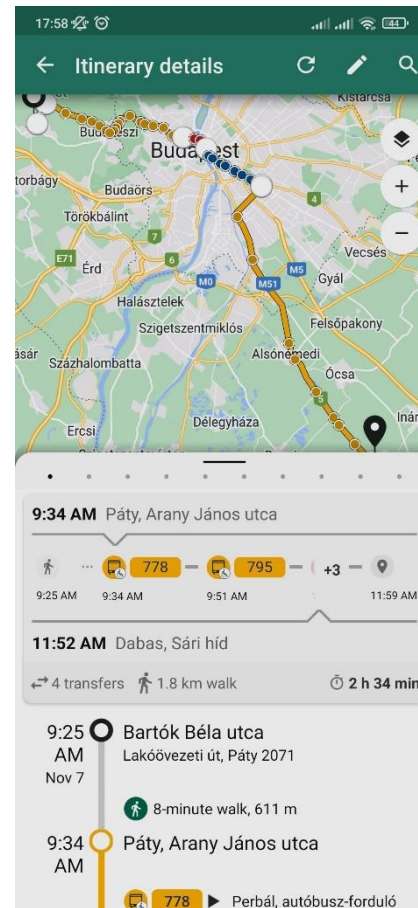 17:58
44
Itinerary details
Kistarcsa
Budapest
Budaörs
Törökbálint
4
7
Vecsés
E71
Érd
6
M0
M51
M5
Gyál
Halásztelek
Szigetszentmiklós
Felsőpakony
Alsónémedi
Százhalombatta
Ócsa
5
Délegyháza
Inár
Ercsi
9:34 AM Páty, Arany János utca
778
795
+3
9:25 AM 9:34 AM 9:51 AM 11:59 AM
11:52 AM Dabas, Sári híd
4 transfers 1.8 km walk 2 h 34 min
9:25 AM Bartók Béla utca
Nov 7 Lakóövezeti út, Páty 2071
8-minute walk, 611 m
9:34 AM Páty, Arany János utca
778 ▶ Perbál, autóbusz-forduló